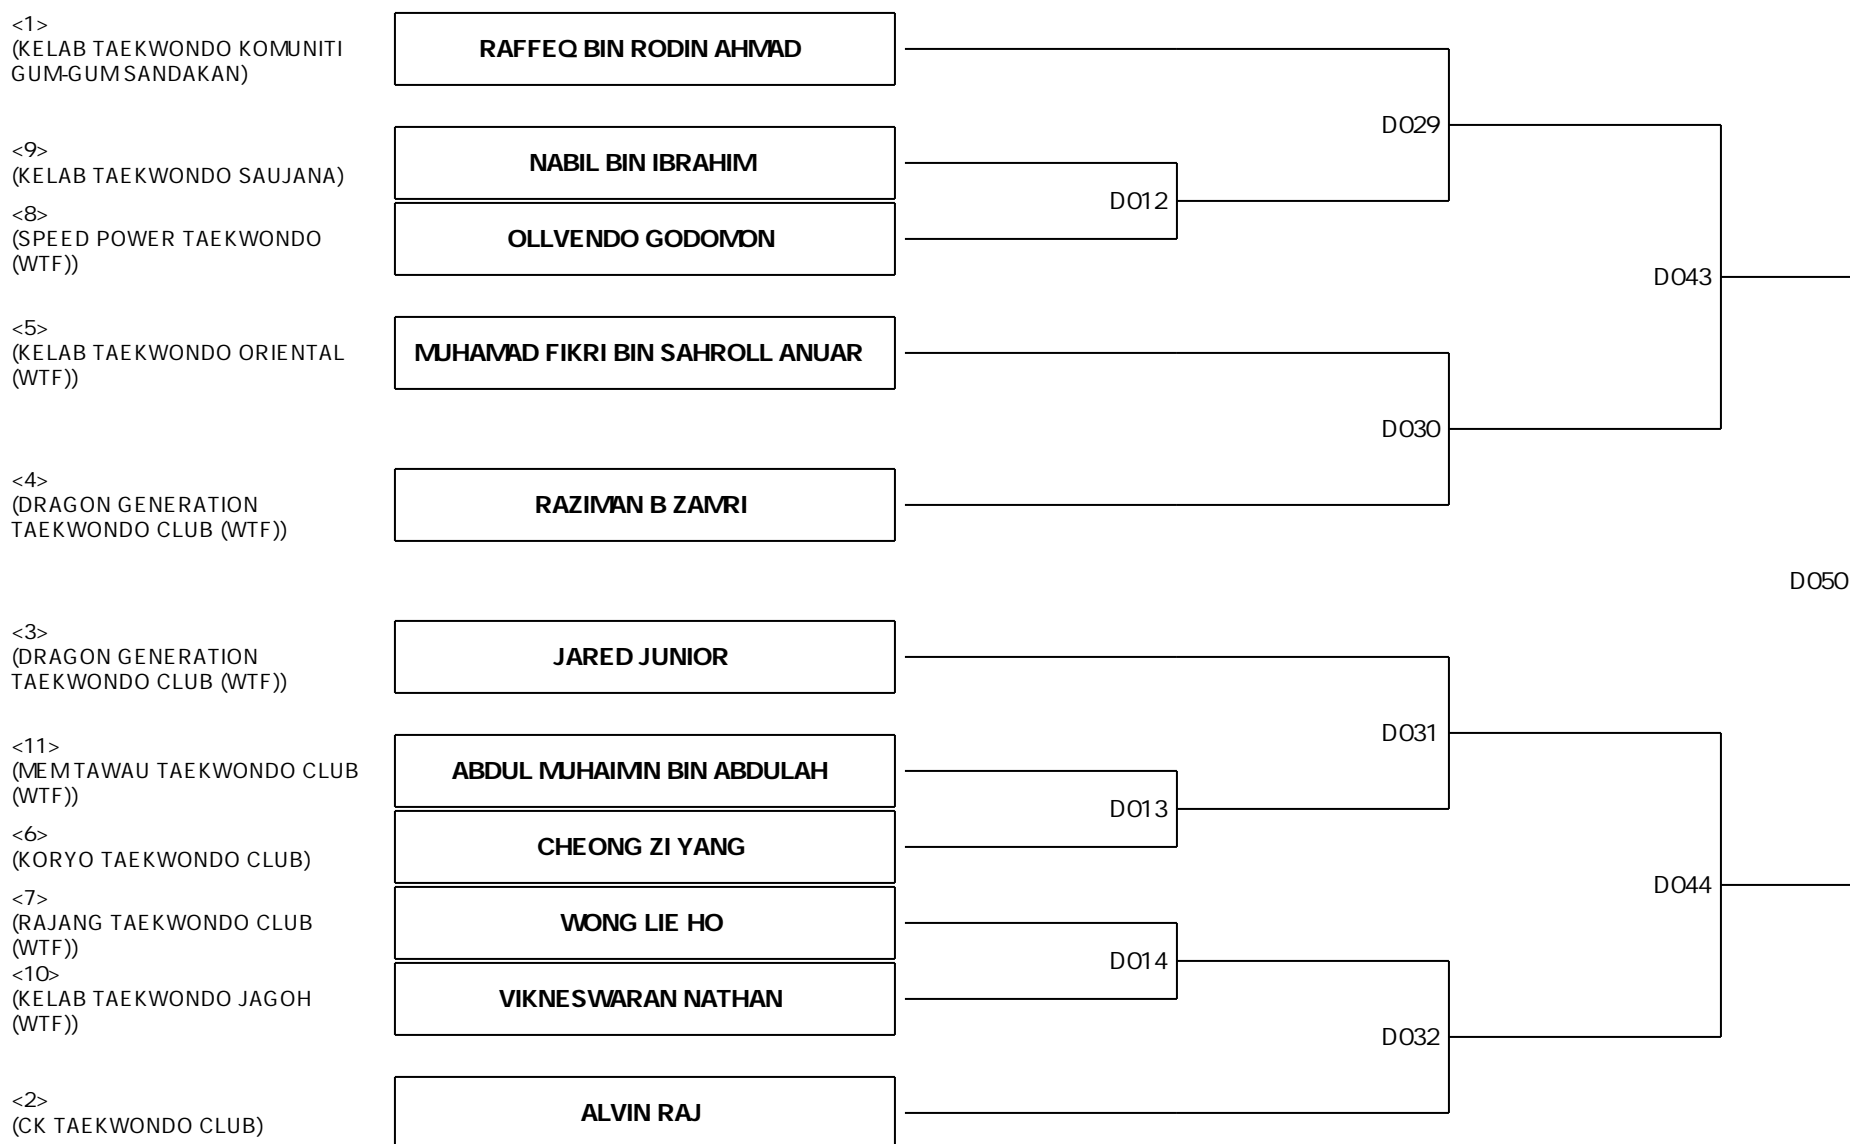 <1>
(KELAB TAEKWONDO KOMUNITI
GUM-GUM SANDAKAN)
RAFFEQ BIN RODIN AHMAD
D029
<9>
(KELAB TAEKWONDO SAUJANA)
NABIL BIN IBRAHIM
D012
<8>
(SPEED POWER TAEKWONDO
(WTF))
OLLVENDO GODOMON
D043
<5>
(KELAB TAEKWONDO ORIENTAL
(WTF))
MUHAMAD FIKRI BIN SAHROLL ANUAR
D030
<4>
(DRAGON GENERATION
TAEKWONDO CLUB (WTF))
RAZIMAN B ZAMRI
D050
<3>
(DRAGON GENERATION
TAEKWONDO CLUB (WTF))
JARED JUNIOR
D031
<11>
(MEM TAWAU TAEKWONDO CLUB
(WTF))
ABDUL MUHAIMIN BIN ABDULAH
D013
<6>
(KORYO TAEKWONDO CLUB)
CHEONG ZI YANG
D044
<7>
(RAJANG TAEKWONDO CLUB
(WTF))
WONG LIE HO
D014
<10>
(KELAB TAEKWONDO JAGOH
(WTF))
VIKNESWARAN NATHAN
D032
<2>
(CK TAEKWONDO CLUB)
ALVIN RAJ